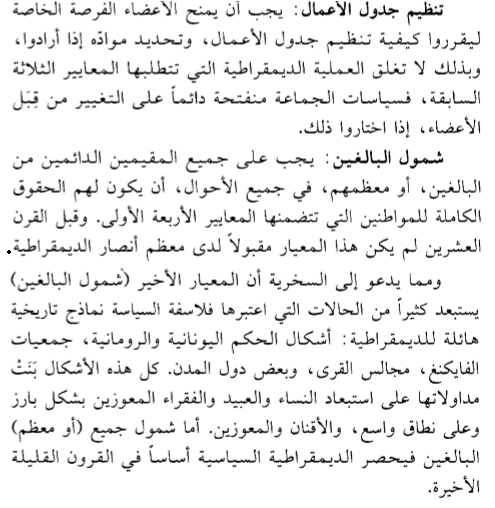 تنظيم جدول الأعمال: يجب أن يمنح الأعضاء الفرصة الخاصة
ليقرروا كيفية تنظيم جدول الأعمال، وتحديد موادّه إذا أرادوا،
وبذلك لا تغلق العملية الديمقراطية التي تتطلبها المعايير الثلاثة
السابقة، فسياسات الجماعة منفتحة دائماً على التغيير من قِبَل
الأعضاء، إذا اختاروا ذلك.
شمول البالغين: يجب على جميع المقيمين الدائمين من
البالغين، أو معظمهم، في جميع الأحوال، أن يكون لهم الحقوق
الكاملة للمواطنين التي تتضمنها المعايير الأربعة الأولى. وقبل القرن
العشرين لم يكن هذا المعيار مقبولاً لدى معظم أنصار الديمقراطية.
ومما يدعو إلى السخرية أن المعيار الأخير (شمول البالغين)
يستبعد كثيراً من الحالات التي اعتبرها فلاسفة السياسة نماذج تاريخية
هائلة للديمقراطية: أشكال الحكم اليونانية والرومانية، جمعيات
الفايكنغ، مجالس القرى، وبعض دول المدن. كل هذه الأشكال بَنَتْ
مداولاتها على استبعاد النساء والعبيد والفقراء المعوزين بشكل بارز
وعلى نطاق واسع، والأقنان والمعوزين. أما شمول جميع (أو معظم)
البالغين فيحصر الديمقراطية السياسية أساساً في القرون القليلة
الأخيرة.